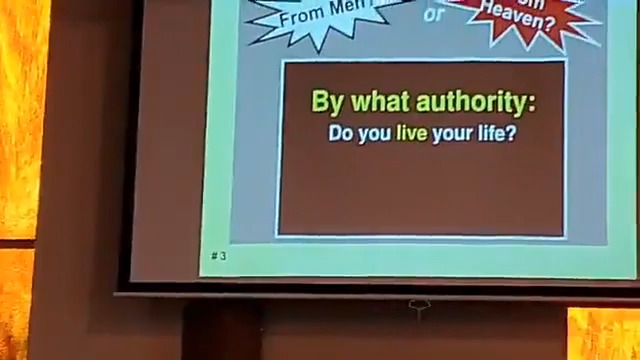 From Men?
or
Heaven?
By what authority:
Do you live your life?
#3